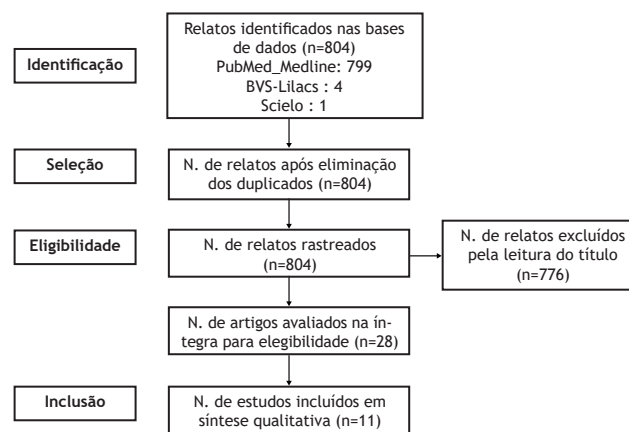 Identificação
Relatos identificados nas bases
de dados (n=804)
PubMed_Medline: 799
BVS-Lilacs : 4
Scielo : 1
Seleção
N. de relatos após eliminação
dos duplicados (n=804)
Eligibilidade
N. de relatos rastreados
(n=804)
N. de relatos excluídos
pela leitura do título
(n=776)
N. de artigos avaliados na ín-
tegra para elegibilidade (n=28)
Inclusão
N. de estudos incluídos em
síntese qualitativa (n=11)